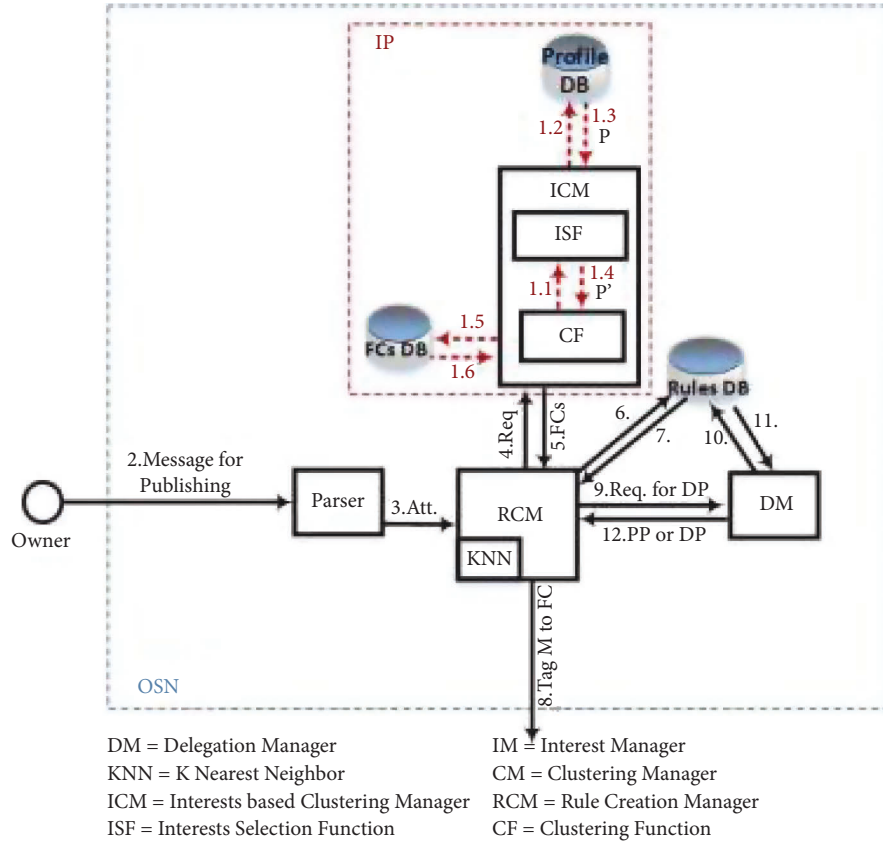 IP
Profile
DB
1.2
1.3
P
ICM
ISF
1.1
1.4
P'
CF
1.5
FCs DB
1.6
Rules DB
4.Req
5.FCs
6.
7.
10.
11.
2.Message for
Publishing
Owner
Parser
3.Att.
RCM
KNN
9.Req. for DP
12.PP or DP
DM
8.Tag M to FC
OSN
DM = Delegation Manager
KNN = K Nearest Neighbor
ICM = Interests based Clustering Manager
ISF = Interests Selection Function
IM = Interest Manager
CM = Clustering Manager
RCM = Rule Creation Manager
CF = Clustering Function